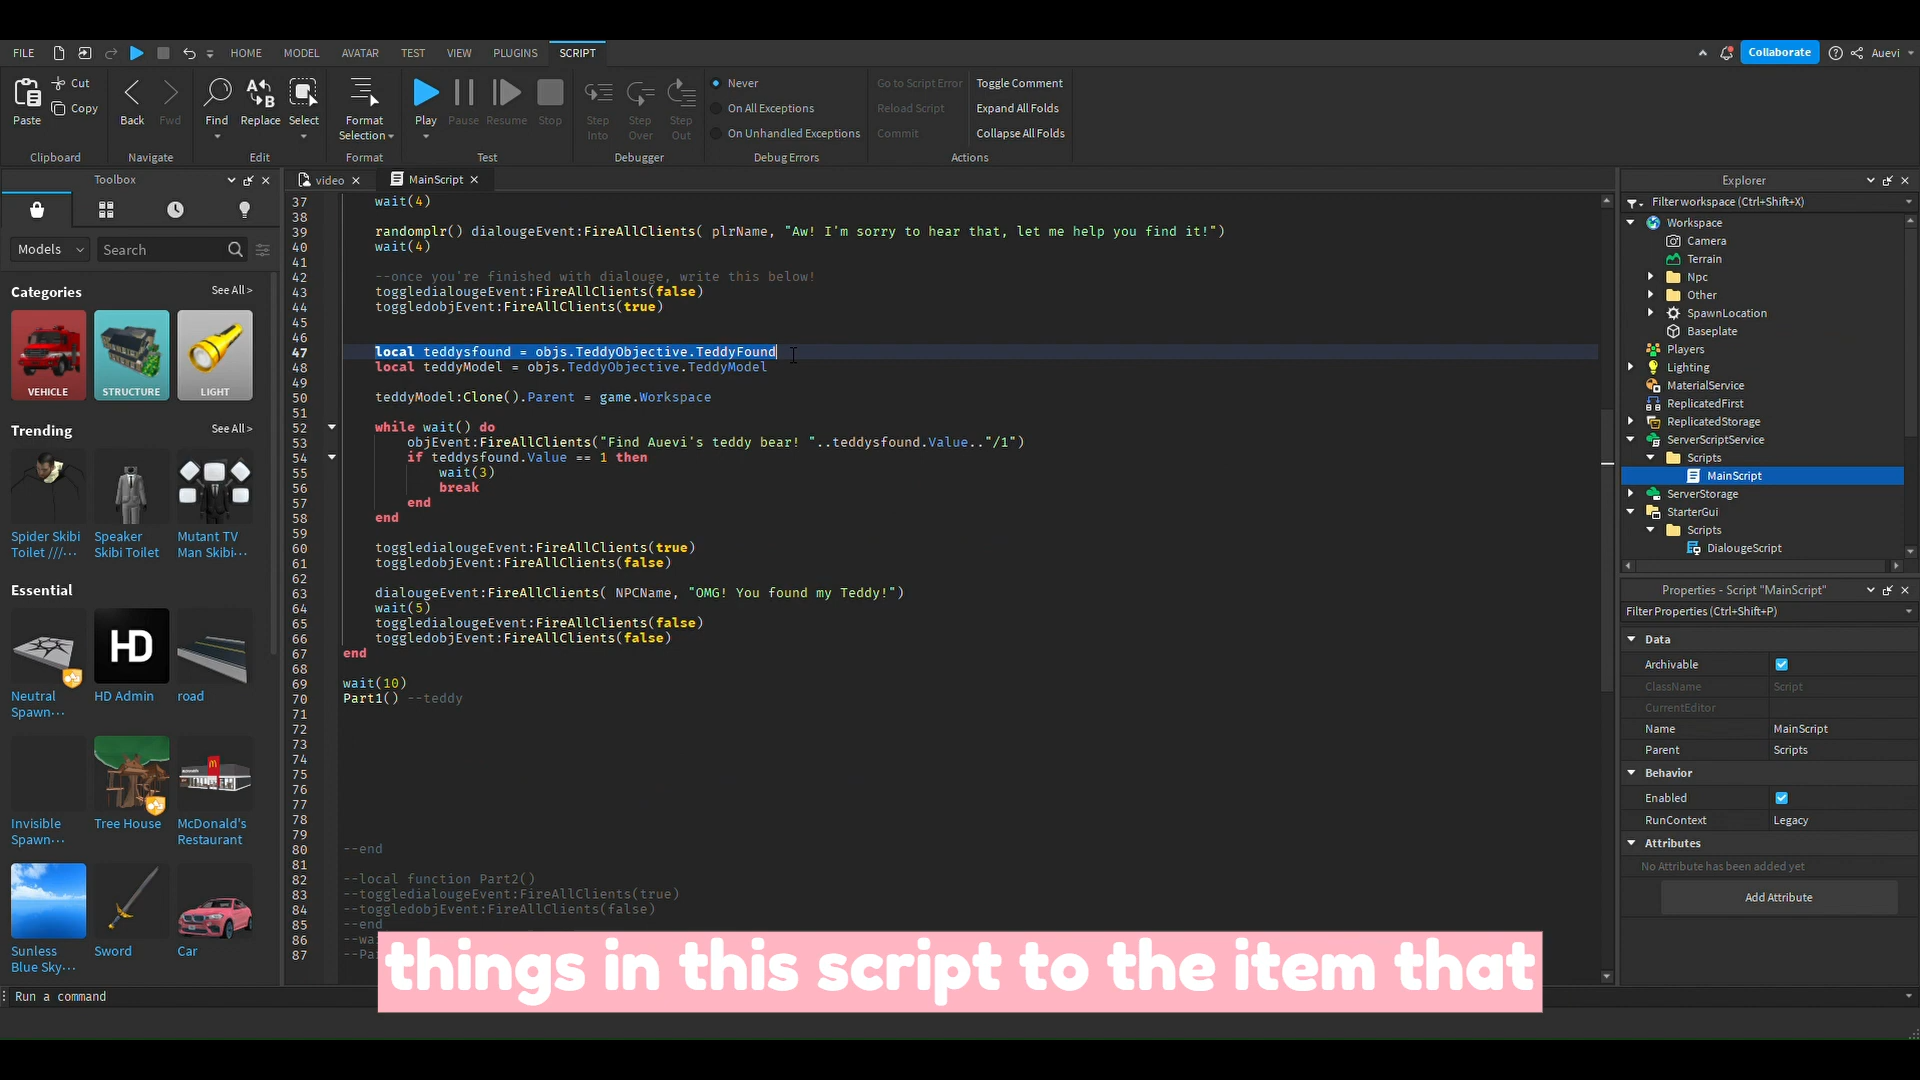 FILE HOME MODEL AVATAR TEST VIEW PLUGINS SCRIPT Collaborate Auevi
Paste Cut Copy Clipboard
Back Fwd Navigate
Find Replace Select Edit
Format Selection Format
Play Pause Resume Stop Test
Step Into Step Over Step Out Debugger
Never
On All Exceptions
On Unhandled Exceptions
Debug Errors
Go to Script Error Toggle Comment
Reload Script Expand All Folds
Commit Collapse All Folds
Actions
Toolbox
Models Search
Categories See All >
VEHICLE STRUCTURE LIGHT
Trending See All >
Spider Skibi Toilet ///···
Speaker Skibi Toilet
Mutant TV Man Skibi···
Essential
HD
Neutral Spawn···
HD Admin
road
Invisible Spawn···
Tree House
McDonald's Restaurant
Sunless Blue Sky···
Sword
Car
video MainScript
37 wait(4)
38
39 randomplr() dialougeEvent:FireAllClients( plrName, "Aw! I'm sorry to hear that, let me help you find it!")
40 wait(4)
41
42 --once you're finished with dialouge, write this below!
43 toggledialougeEvent:FireAllClients(false)
44 toggledobjEvent:FireAllClients(true)
45
46
47 local teddysfound = objs.TeddyObjective.TeddyFound
48 local teddyModel = objs.TeddyObjective.TeddyModel
49
50 teddyModel:Clone().Parent = game.Workspace
51
52 while wait() do
53 objEvent:FireAllClients("Find Auevi's teddy bear! "..teddysfound.Value.."/1")
54 if teddysfound.Value == 1 then
55 wait(3)
56 break
57 end
58 end
59
60 toggledialougeEvent:FireAllClients(true)
61 toggledobjEvent:FireAllClients(false)
62
63 dialougeEvent:FireAllClients( NPCName, "OMG! You found my Teddy!")
64 wait(5)
65 toggledialougeEvent:FireAllClients(false)
66 toggledobjEvent:FireAllClients(false)
67 end
68
69 wait(10)
70 Part1() --teddy
71
72
73
74
75
76
77
78
79
80 --end
81
82 --local function Part2()
83 --toggledialougeEvent:FireAllClients(true)
84 --toggledobjEvent:FireAllClients(false)
85 --end
86 --wa
87 --Pa
things in this script to the item that
Run a command
Explorer
Filter workspace (Ctrl+Shift+X)
Workspace
Camera
Terrain
Npc
Other
SpawnLocation
Baseplate
Players
Lighting
MaterialService
ReplicatedFirst
ReplicatedStorage
ServerScriptService
Scripts
MainScript
ServerStorage
StarterGui
Scripts
DialougeScript
Properties - Script "MainScript"
Filter Properties (Ctrl+Shift+P)
Data
Archivable
ClassName Script
CurrentEditor
Name MainScript
Parent Scripts
Behavior
Enabled
RunContext Legacy
Attributes
No Attribute has been added yet
Add Attribute